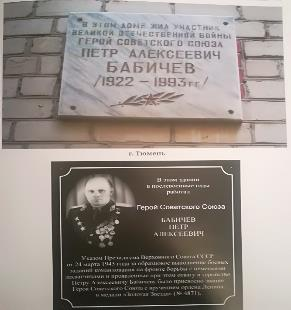 В ЭТОМ ДОМЕ ЖИЛ УЧАСТНИК
ВЕЛИКОЙ ОТЕЧЕСТВЕННОЙ ВОЙНЫ
ГЕРОЙ СОВЕТСКОГО СОЮЗА
ПЕТР АЛЕКСЕЕВИЧ
БАБИЧЕВ
/1922 - 1993 гг/
г. Тюмень.
В этом здании
в послевоенные годы
работал
Герой Советского Союза
БАБИЧЕВ
ПЕТР
АЛЕКСЕЕВИЧ
Указом Президиума Верховного Совета СССР
от 24 марта 1943 года за образцовое выполнение боевых
заданий командования на фронте борьбы с немецкими
захватчиками и проявленные при этом отвагу и геройство
Петру Алексеевичу Бабичеву было присвоено звание
Героя Советского Союза с вручением ордена Ленина
и медали «Золотая Звезда» (№ 4871).